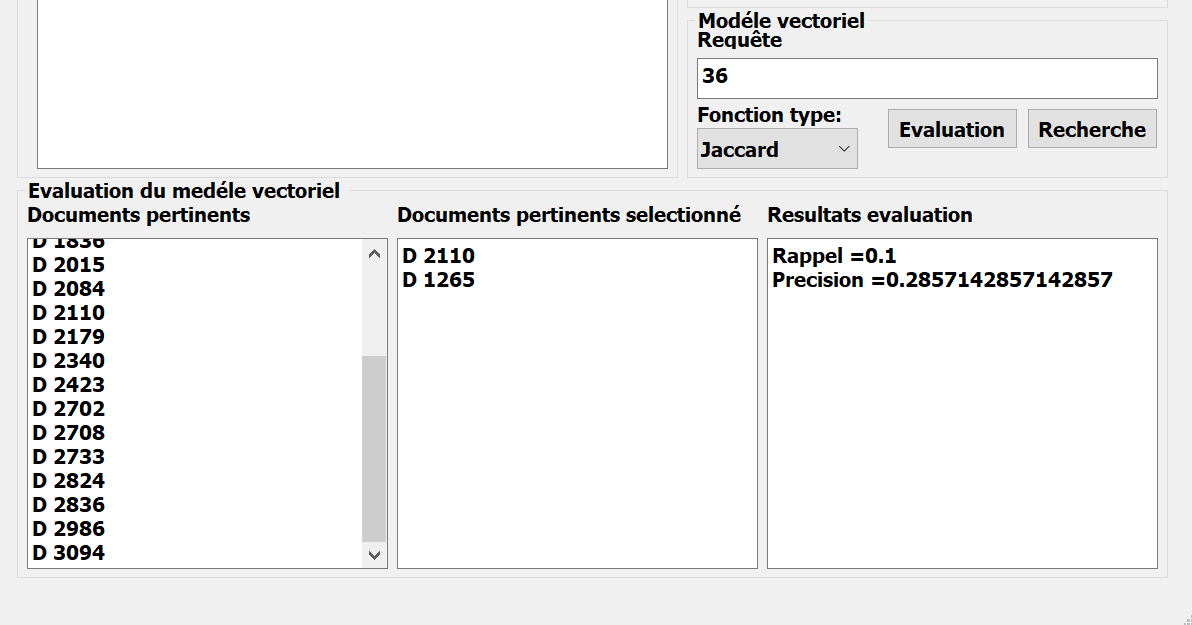 Modéle vectoriel
Requête
36
Fonction type:
Jaccard
Evaluation
Recherche
Evaluation du medéle vectoriel
Documents pertinents
D 1836
D 2015
D 2084
D 2110
D 2179
D 2340
D 2423
D 2702
D 2708
D 2733
D 2824
D 2836
D 2986
D 3094
Documents pertinents selectionné
D 2110
D 1265
Resultats evaluation
Rappel =0.1
Precision =0.2857142857142857